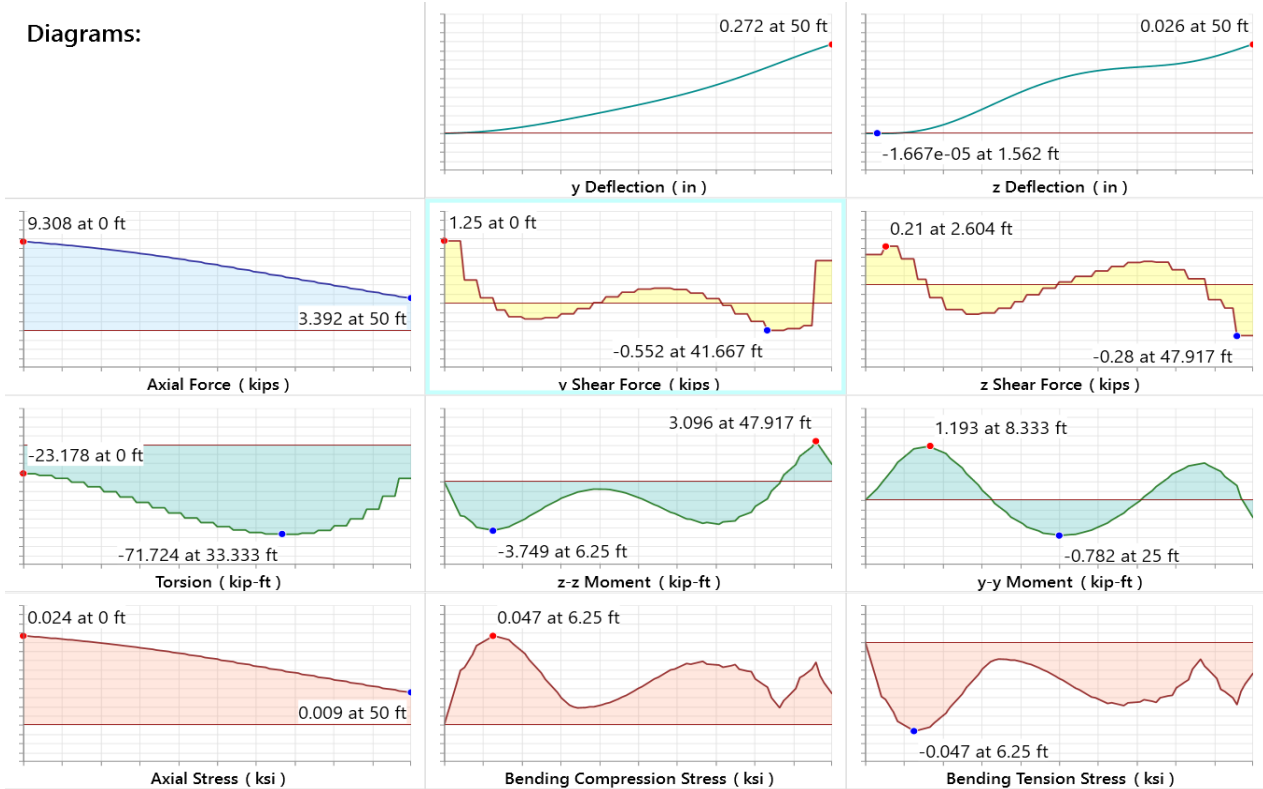 Diagrams:
0.272 at 50 ft
y Deflection ( in )
0.026 at 50 ft
-1.667e-05 at 1.562 ft
z Deflection ( in )
9.308 at 0 ft
3.392 at 50 ft
Axial Force ( kips )
1.25 at 0 ft
-0.552 at 41.667 ft
y Shear Force ( kips )
0.21 at 2.604 ft
-0.28 at 47.917 ft
z Shear Force ( kips )
-23.178 at 0 ft
-71.724 at 33.333 ft
Torsion ( kip-ft )
3.096 at 47.917 ft
-3.749 at 6.25 ft
z-z Moment ( kip-ft )
1.193 at 8.333 ft
-0.782 at 25 ft
y-y Moment ( kip-ft )
0.024 at 0 ft
0.009 at 50 ft
Axial Stress ( ksi )
0.047 at 6.25 ft
Bending Compression Stress ( ksi )
-0.047 at 6.25 ft
Bending Tension Stress ( ksi )